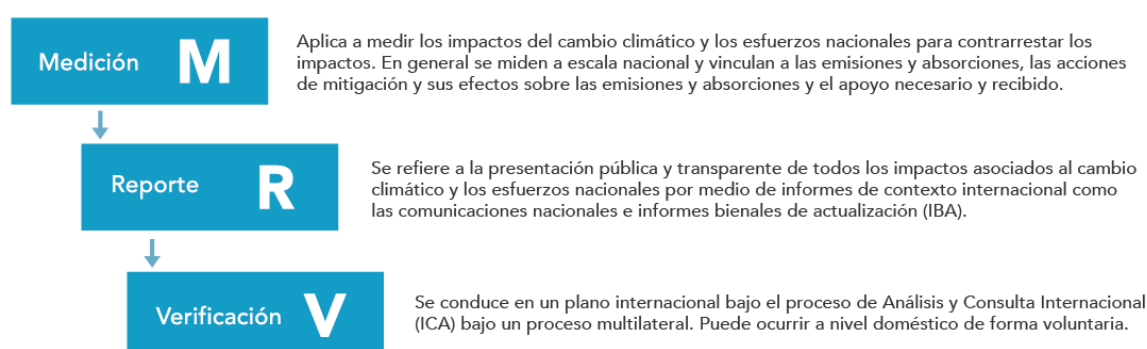 Medición M
Aplica a medir los impactos del cambio climático y los esfuerzos nacionales para contrarrestar los
impactos. En general se miden a escala nacional y vinculan a las emisiones y absorciones, las acciones
de mitigación y sus efectos sobre las emisiones y absorciones y el apoyo necesario y recibido.
Reporte R
Se refiere a la presentación pública y transparente de todos los impactos asociados al cambio
climático y los esfuerzos nacionales por medio de informes de contexto internacional como
las comunicaciones nacionales e informes bienales de actualización (IBA).
Verificación V
Se conduce en un plano internacional bajo el proceso de Análisis y Consulta Internacional
(ICA) bajo un proceso multilateral. Puede ocurrir a nivel doméstico de forma voluntaria.